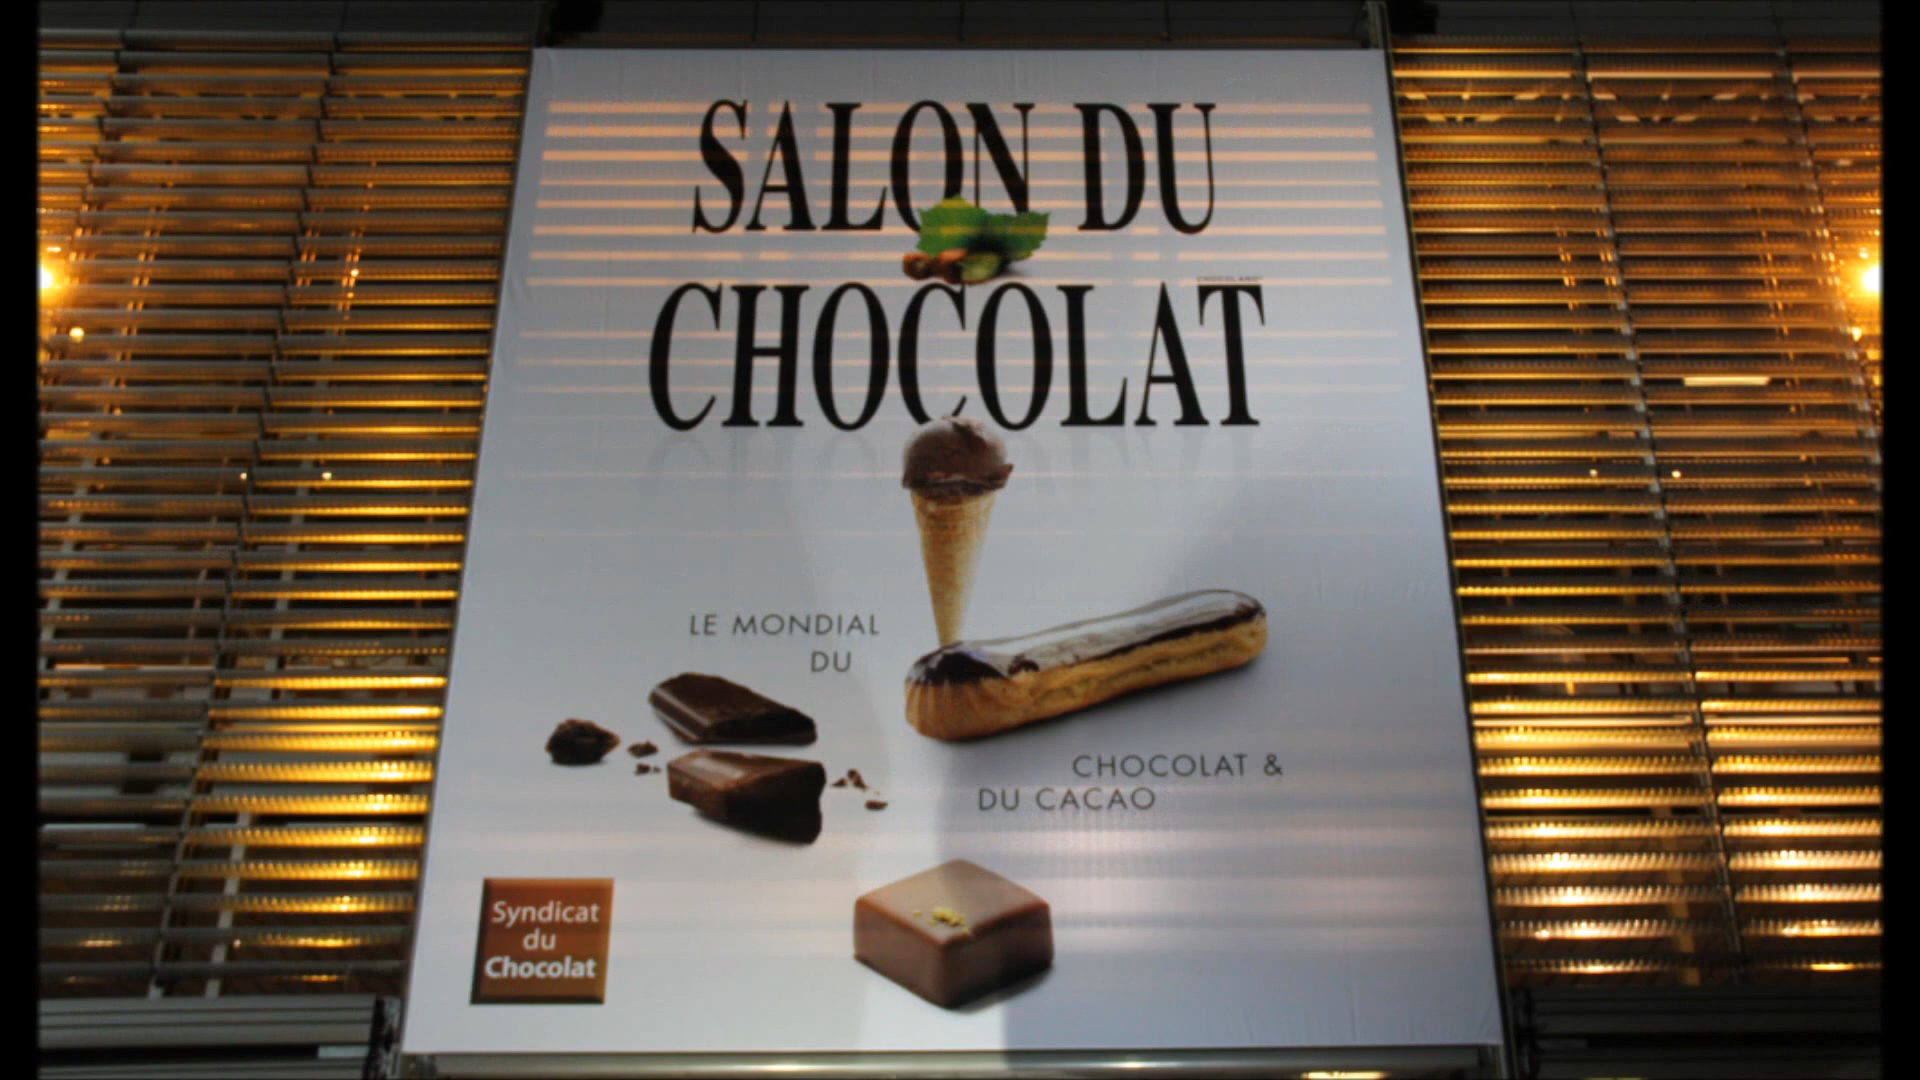 SALON DU
CHOCOLAT
LE MONDIAL
DU
CHOCOLAT &
DU CACAO
Syndicat
du
Chocolat